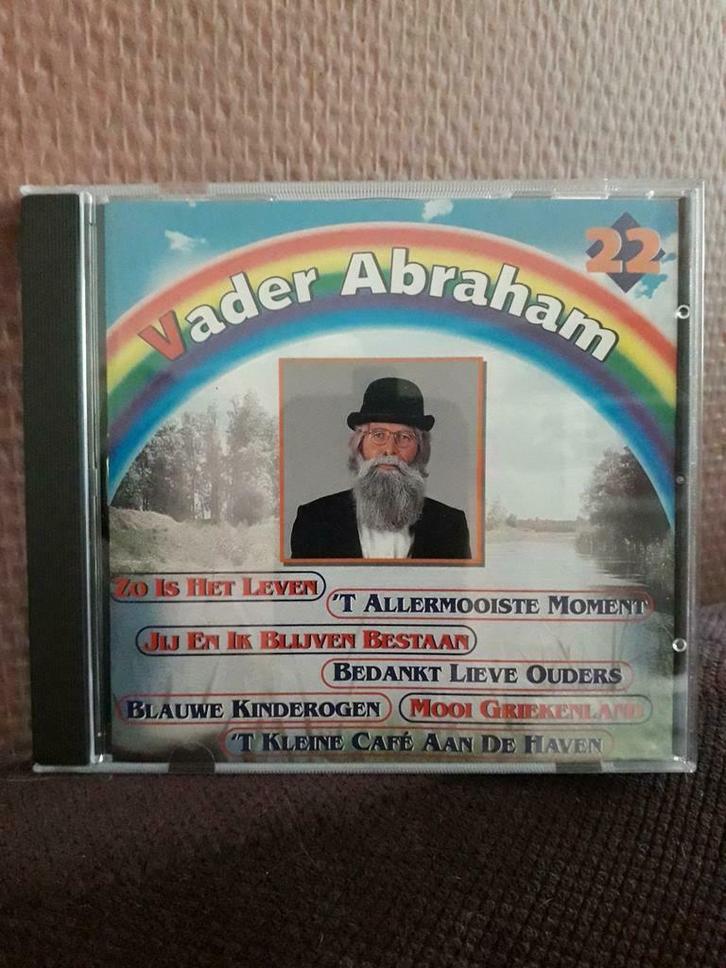 22
Vader Abraham
Zo Is Het Leven
'T Allermooiste Moment
Jij En Ik Blijven Bestaan
Bedankt Lieve Ouders
Blauwe Kinderogen
Mooi Griekenland
'T Kleine Café Aan De Haven